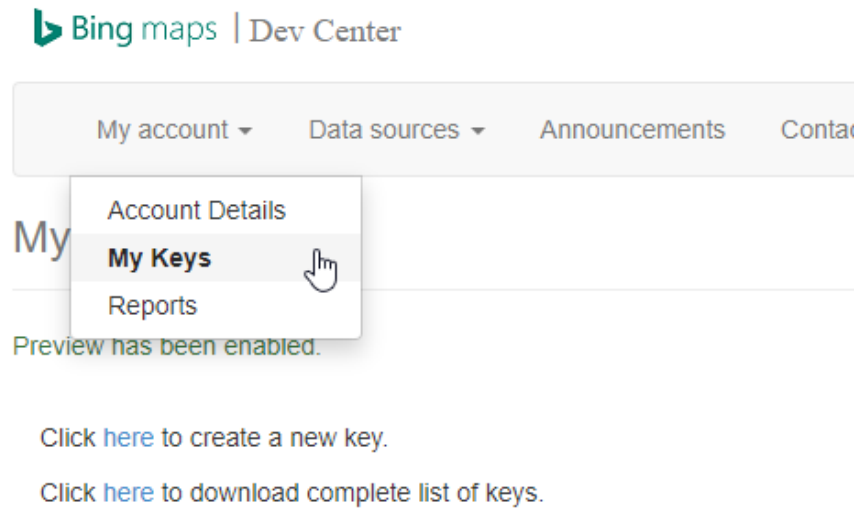 Bing maps | Dev Center
My account Data sources Announcements
Account Details
My
My Keys
Reports
Preview has been enabled.
Click here to create a new key.
Click here to download complete list of keys.